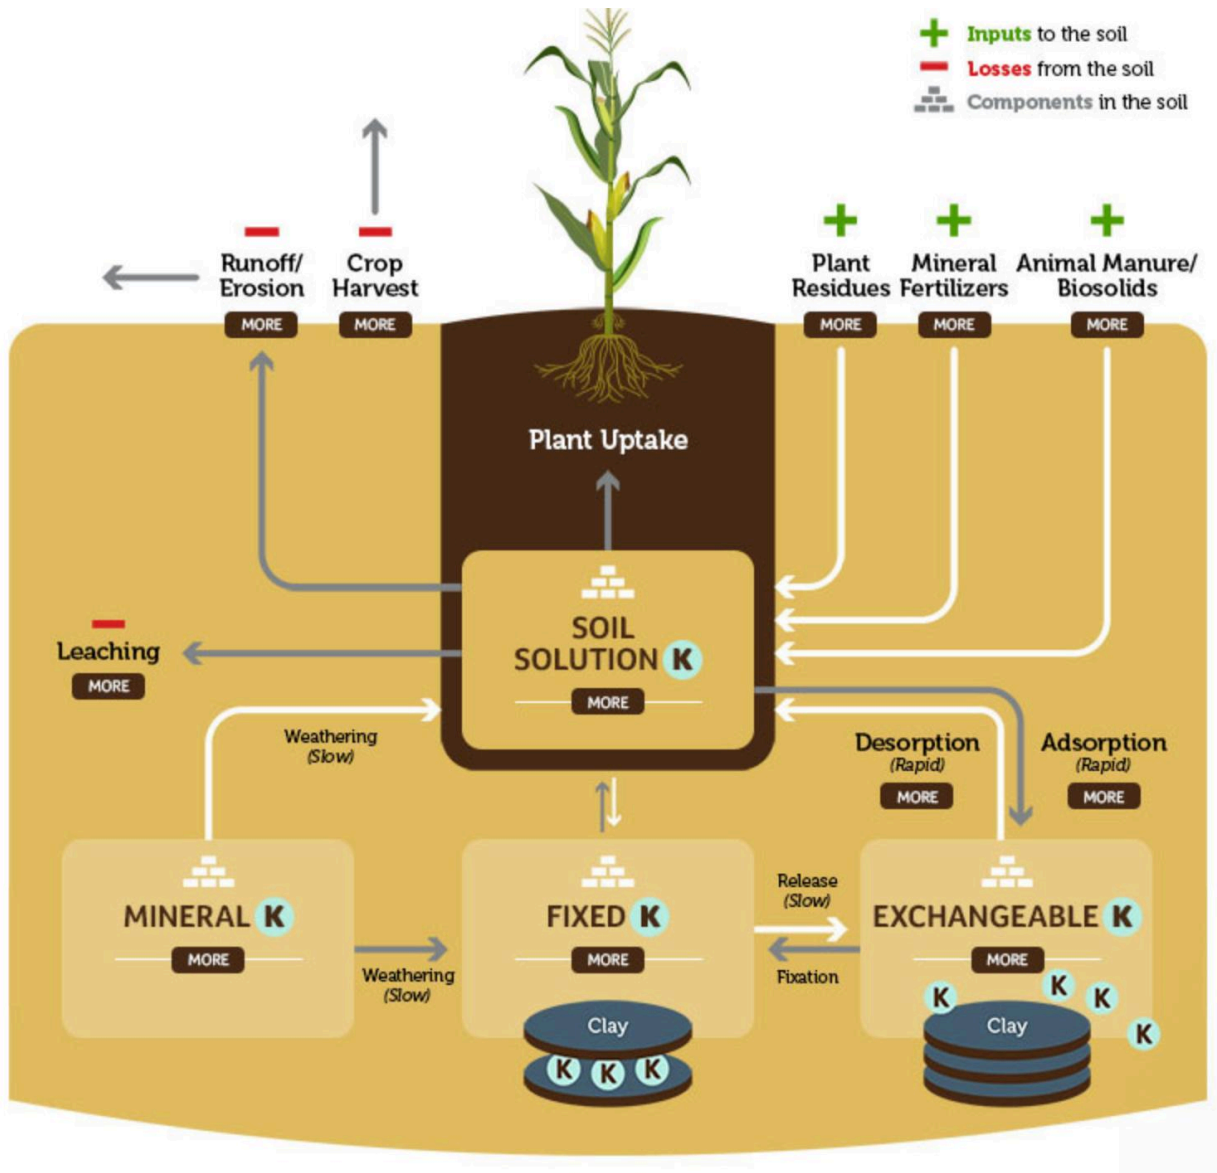 Inputs to the soil
Losses from the soil
Components in the soil
Runoff/
Erosion
MORE
Crop
Harvest
MORE
Plant
Residues
MORE
Mineral
Fertilizers
MORE
Animal Manure/
Biosolids
MORE
Plant Uptake
SOIL
SOLUTION K
MORE
Leaching
MORE
Weathering
(Slow)
Desorption
(Rapid)
MORE
Adsorption
(Rapid)
MORE
MINERAL K
MORE
Weathering
(Slow)
FIXED K
MORE
Clay
K K K
Release
(Slow)
Fixation
EXCHANGEABLE K
MORE
K K K K
Clay